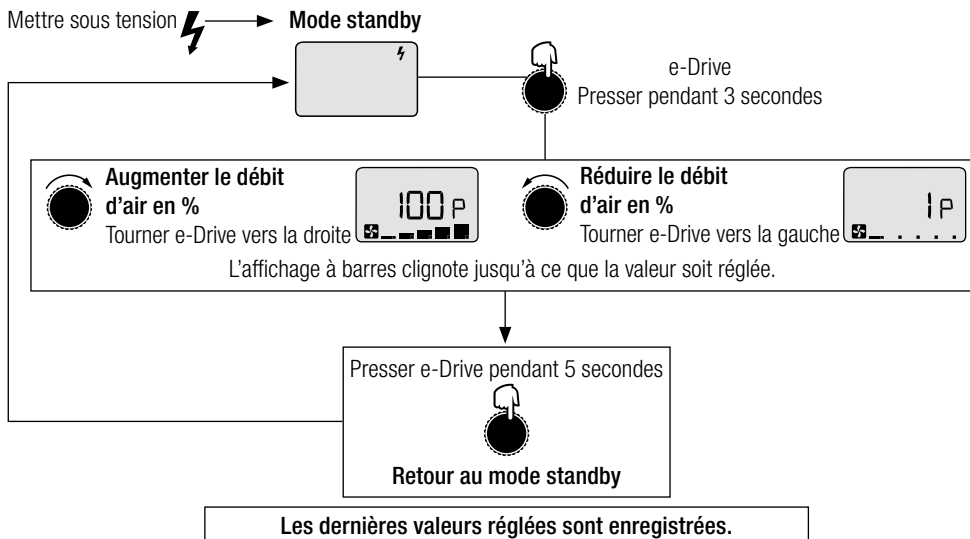 Mettre sous tension
Mode standby
e-Drive
Presser pendant 3 secondes
Augmenter le débit
d'air en %
Tourner e-Drive vers la droite
100 P
Réduire le débit
d'air en %
Tourner e-Drive vers la gauche
1 P
L'affichage à barres clignote jusqu'à ce que la valeur soit réglée.
Presser e-Drive pendant 5 secondes
Retour au mode standby
Les dernières valeurs réglées sont enregistrées.